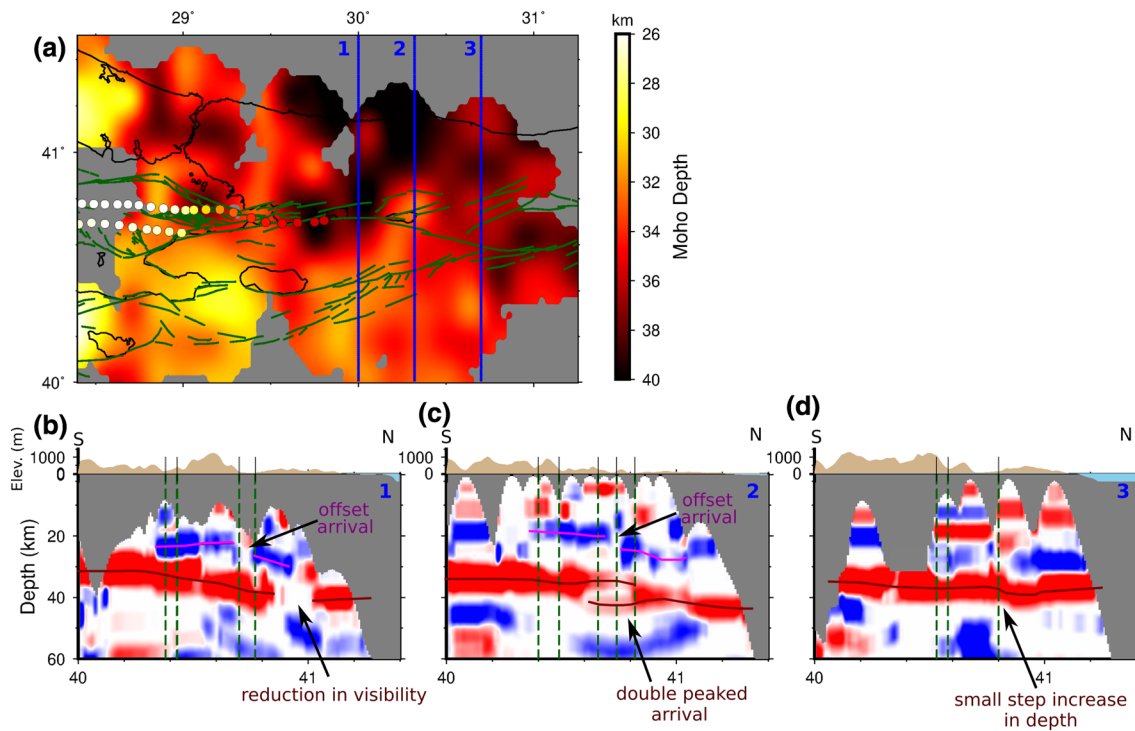 29° 30° 31°
km
(a)
1 2 3
26
28
41°
30
32
34
Moho Depth
36
38
40° 40
(b) (c) (d)
S N S N S N
Elev. (m)
1000 1000 1000
0 0 0
0
1 2 3
offset
arrival
offset
arrival
Depth (km)
20
40
60
40 41 40 41 40 41
reduction in visibility
double peaked
arrival
small step increase
in depth